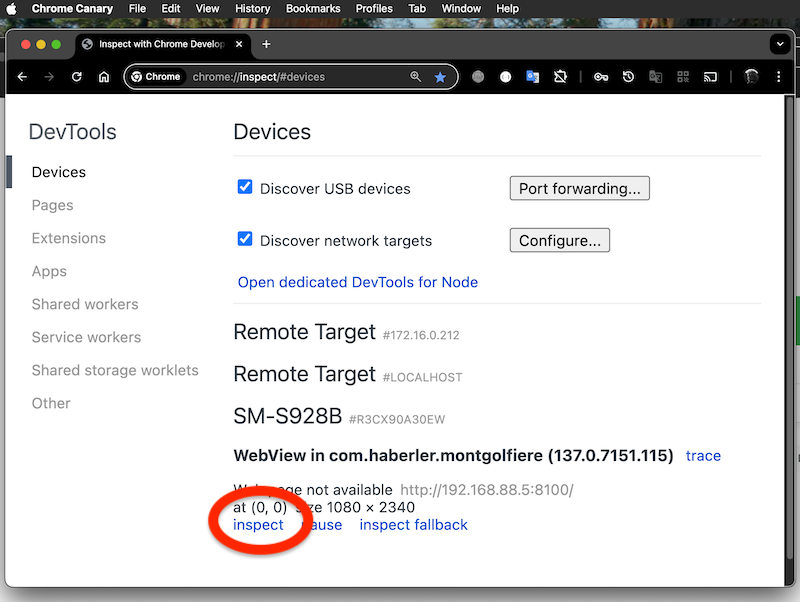 Chrome Canary File Edit View History Bookmarks Profiles Tab Window Help
Inspect with Chrome Develop
Chrome chrome://inspect/#devices
DevTools
Devices
Pages
Extensions
Apps
Shared workers
Service workers
Shared storage worklets
Other
Devices
Discover USB devices Port forwarding...
Discover network targets Configure...
Open dedicated DevTools for Node
Remote Target #172.16.0.212
Remote Target #LOCALHOST
SM-S928B #R3CX90A30EW
WebView in com.haberler.montgolfiere (137.0.7151.115) trace
not available http://192.168.88.5:8100/
at (0, 0) size 1080 × 2340
inspect inspect fallback